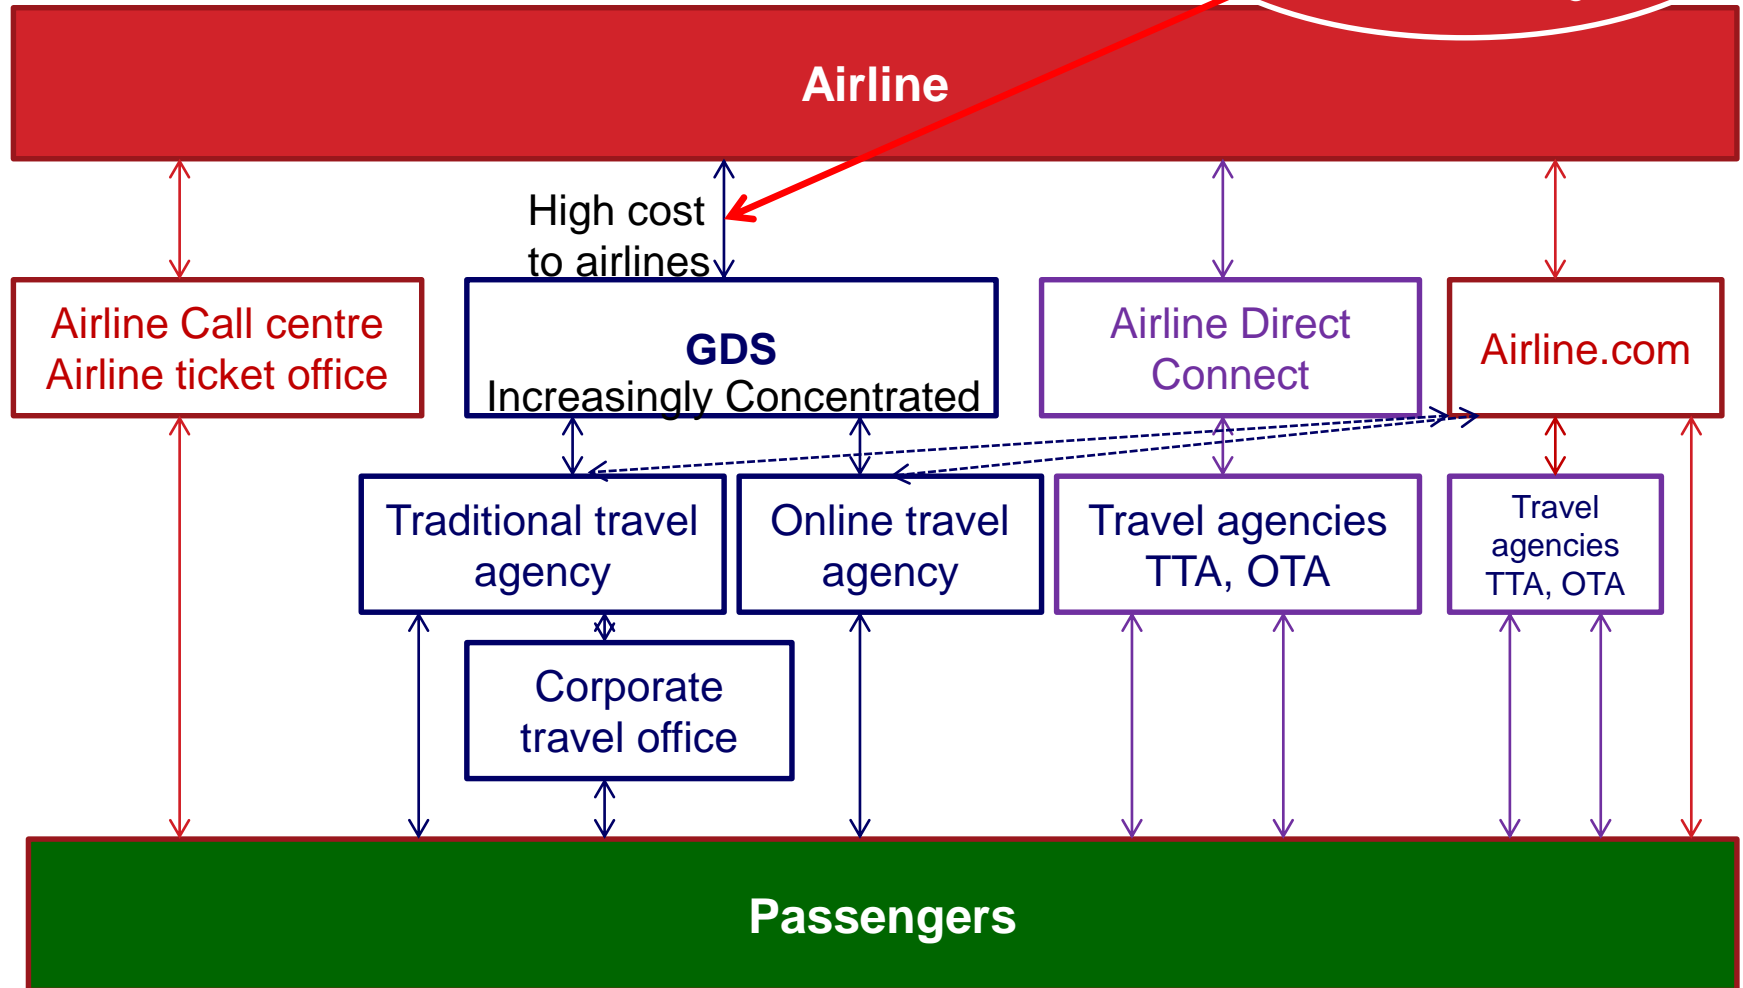 Airline
High cost
to airlines
Airline Call centre
Airline ticket office
GDS
Increasingly Concentrated
Airline Direct
Connect
Airline.com
Traditional travel
agency
Online travel
agency
Travel agencies
TTA, OTA
Travel
agencies
TTA, OTA
Corporate
travel office
Passengers